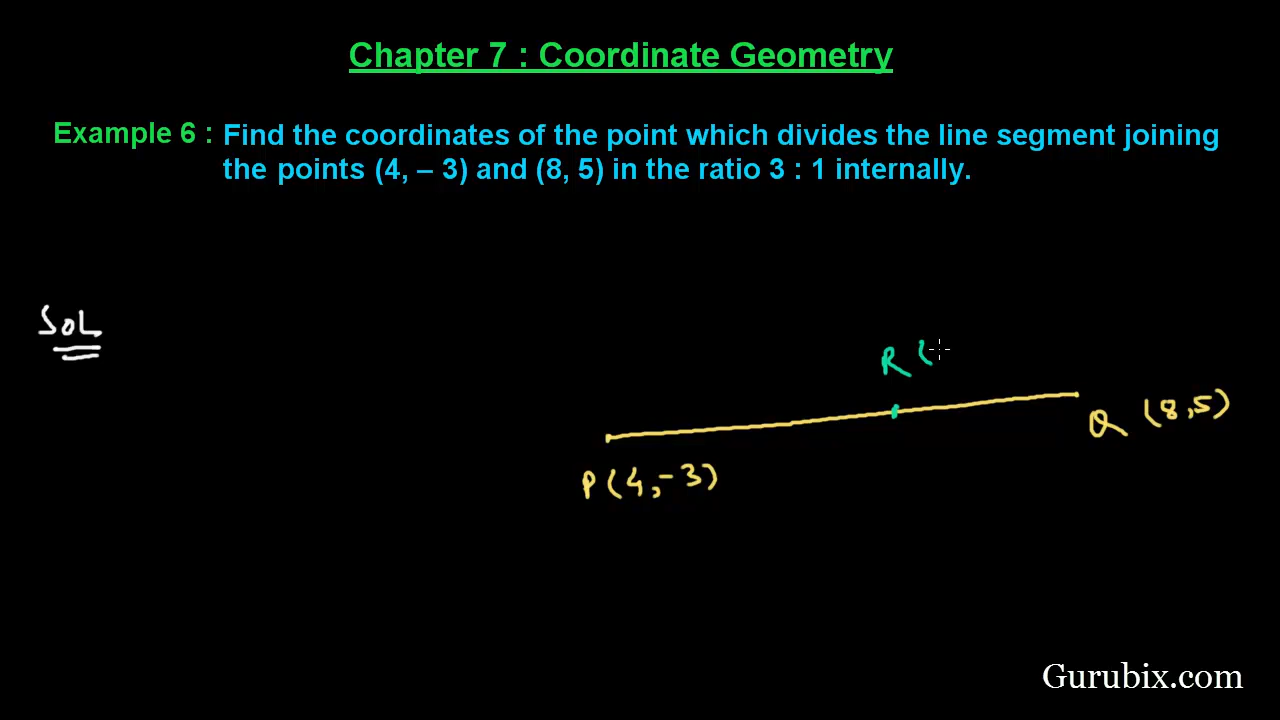 Chapter 7 : Coordinate Geometry
Example 6 : Find the coordinates of the point which divides the line segment joining
the points (4, – 3) and (8, 5) in the ratio 3 : 1 internally.
SOL
R (
Q (8,5)
P(4,-3)
Gurubix.com